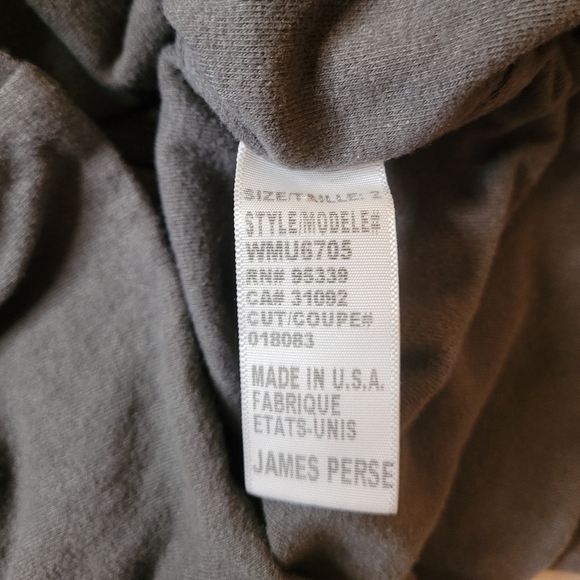 SIZE/TAILLE: 2
STYLE/MODELE#
WMU6705
RN# 95339
CA# 31092
CUT/COUPE#
018083
MADE IN U.S.A.
FABRIQUE
ETATS-UNIS
JAMES PERSE